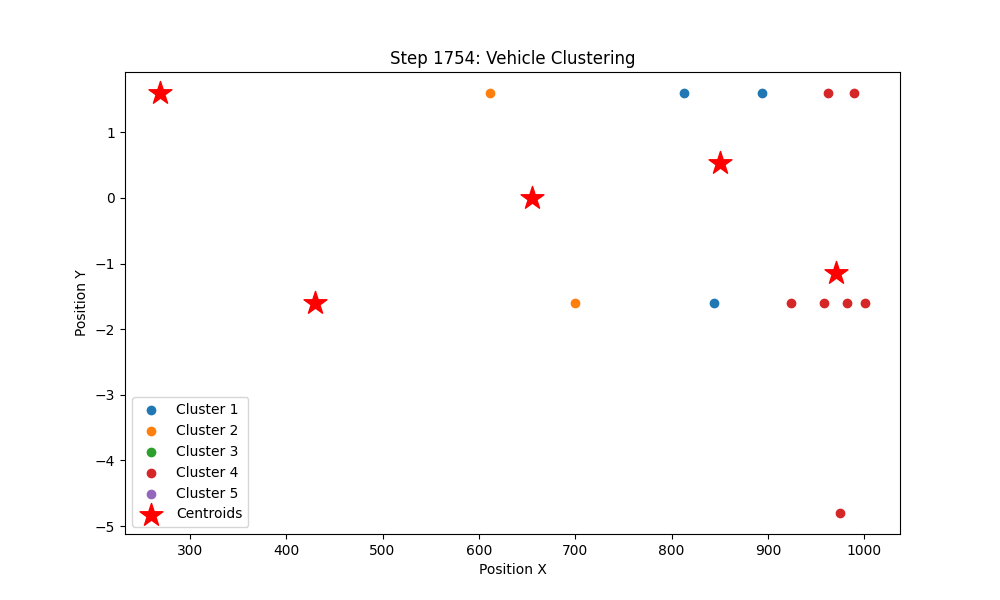 Step 1754: Vehicle Clustering
Position Y
1
0
−1
−2
−3
−4
−5
Cluster 1
Cluster 2
Cluster 3
Cluster 4
Cluster 5
Centroids
300 400 500 600 700 800 900 1000
Position X